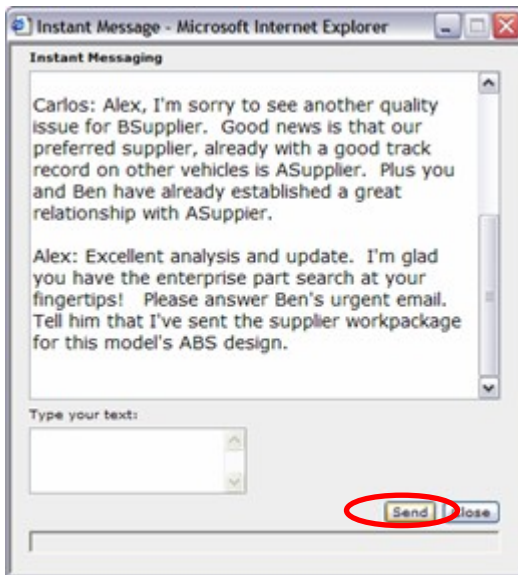 Instant Message - Microsoft Internet Explorer
Instant Messaging
Carlos: Alex, I'm sorry to see another quality
issue for BSupplier.  Good news is that our
preferred supplier, already with a good track
record on other vehicles is ASupplier.  Plus you
and Ben have already established a great
relationship with ASuppier.
Alex: Excellent analysis and update.  I'm glad
you have the enterprise part search at your
fingertips!   Please answer Ben's urgent email.
Tell him that I've sent the supplier workpackage
for this model's ABS design.
Type your text:
Send Close